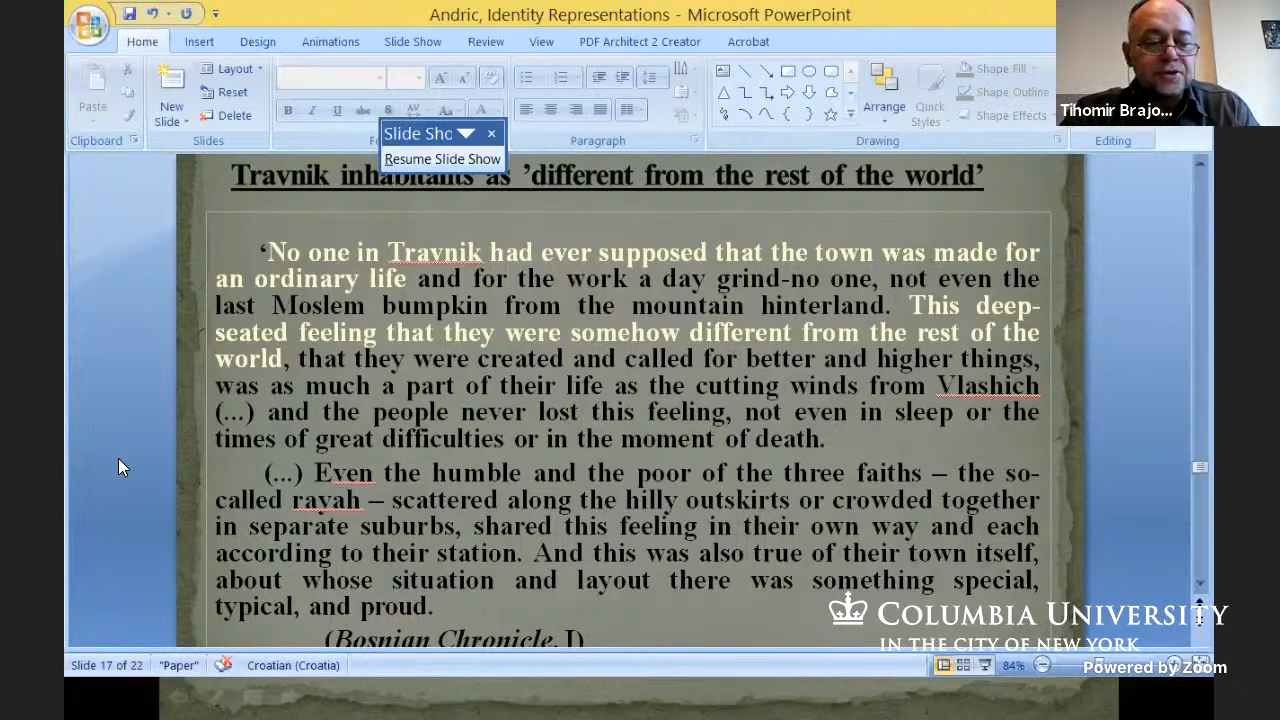 Andric, Identity Representations - Microsoft PowerPoint
Home Insert Design Animations Slide Show Review View PDF Architect 2 Creator Acrobat
Paste
New Slide
Layout
Reset
Delete
Arrange
Quick Styles
Shape Fill
Shape Outline
Shape Effects
Clipboard Slides Paragraph Drawing Editing
Tihomir Brajo...
Slide Sho
Resume Slide Show
Travnik inhabitants as ’different from the rest of the world’
‘No one in Travnik had ever supposed that the town was made for
an ordinary life and for the work a day grind-no one, not even the
last Moslem bumpkin from the mountain hinterland. This deep-
seated feeling that they were somehow different from the rest of the
world, that they were created and called for better and higher things,
was as much a part of their life as the cutting winds from Vlashich
(...) and the people never lost this feeling, not even in sleep or the
times of great difficulties or in the moment of death.
(...) Even the humble and the poor of the three faiths – the so-
called rayah – scattered along the hilly outskirts or crowded together
in separate suburbs, shared this feeling in their own way and each
according to their station. And this was also true of their town itself,
about whose situation and layout there was something special,
typical, and proud.
(Bosnian Chronicle, I)
COLUMBIA UNIVERSITY
IN THE CITY OF NEW YORK
Slide 17 of 22 "Paper" Croatian (Croatia) 84%
Powered by Zoom